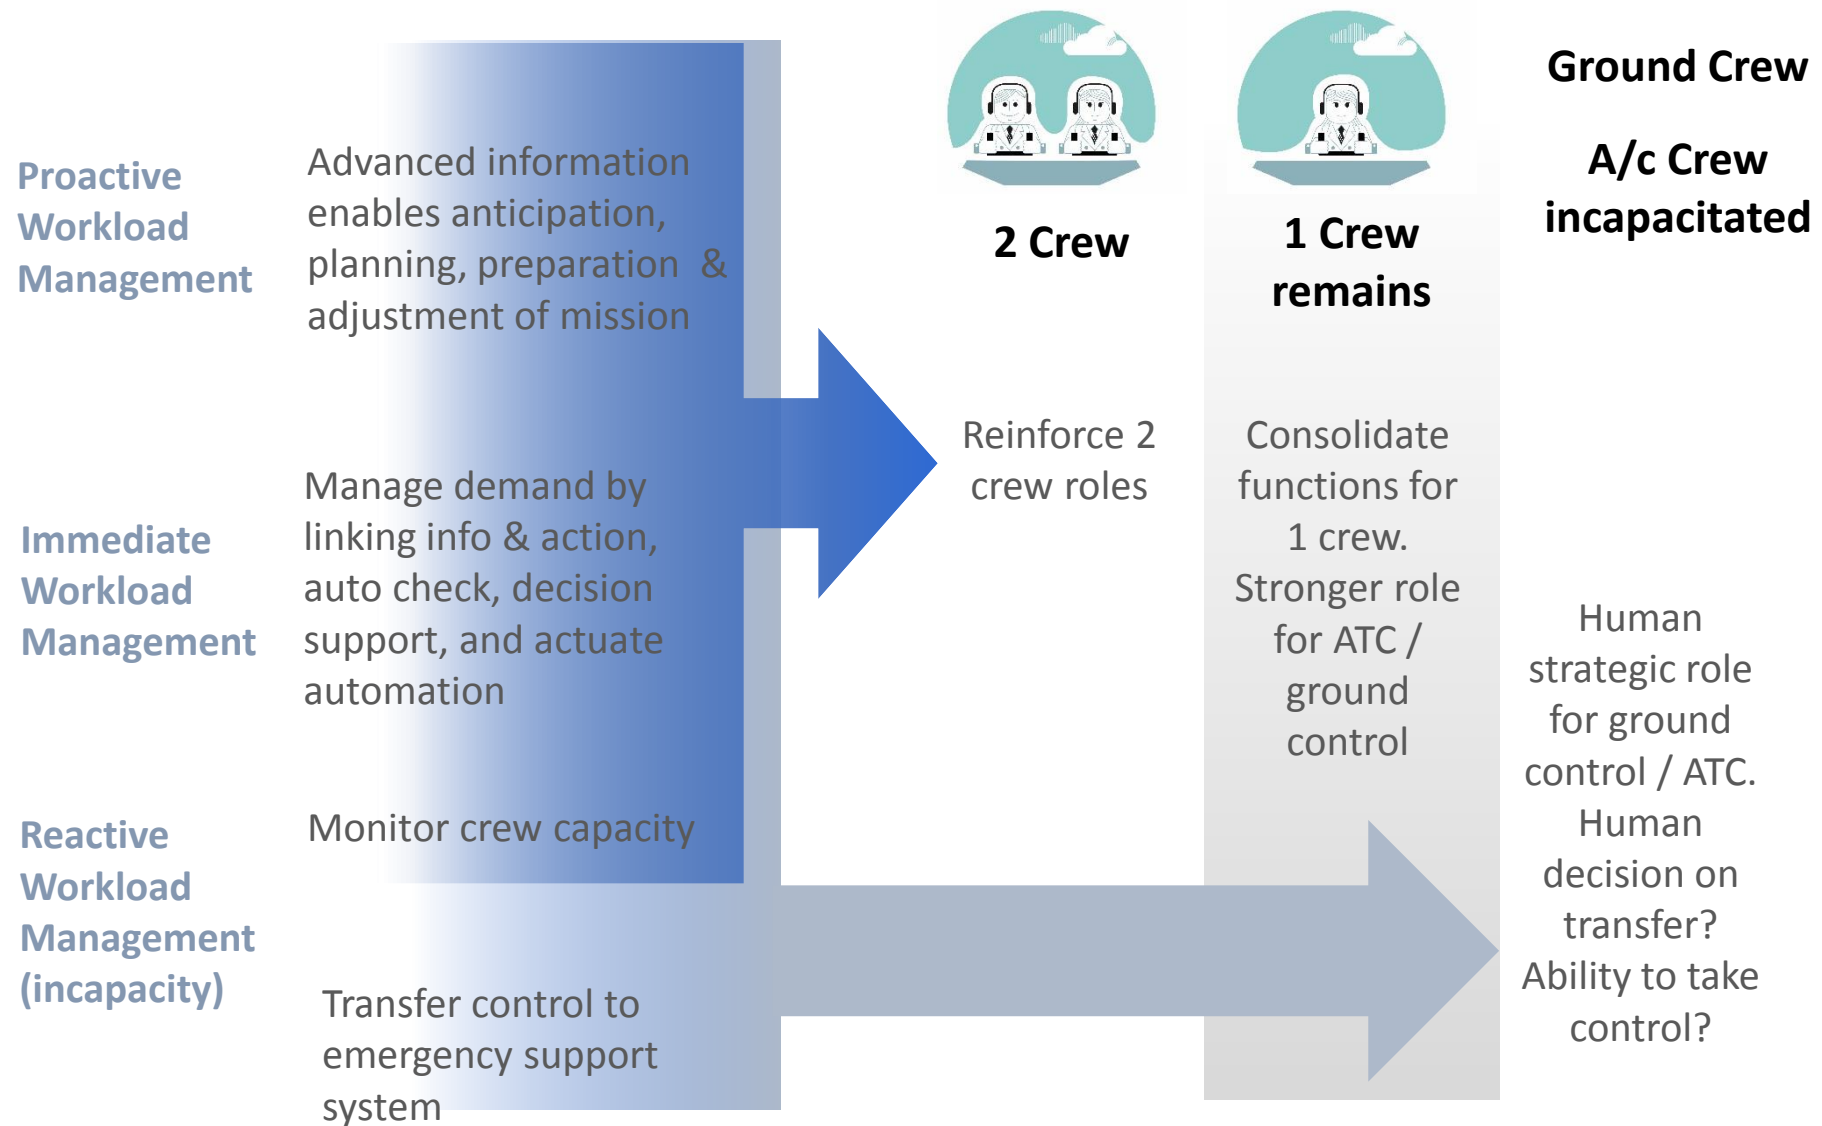 Proactive
Workload
Management
Advanced information
enables anticipation,
planning, preparation &
adjustment of mission
Immediate
Workload
Management
Manage demand by
linking info & action,
auto check, decision
support, and actuate
automation
Reactive
Workload
Management
(incapacity)
Monitor crew capacity
Transfer control to
emergency support
system
2 Crew
Reinforce 2
crew roles
1 Crew
remains
Consolidate
functions for
1 crew.
Stronger role
for ATC /
ground
control
Ground Crew
A/c Crew
incapacitated
Human
strategic role
for ground
control / ATC.
Human
decision on
transfer?
Ability to take
control?